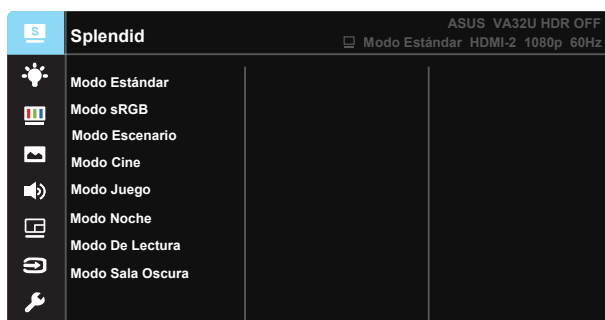 S
Splendid
ASUS VA32U HDR OFF
Modo Estándar HDMI-2 1080p 60Hz
Modo Estándar
Modo sRGB
Modo Escenario
Modo Cine
Modo Juego
Modo Noche
Modo De Lectura
Modo Sala Oscura